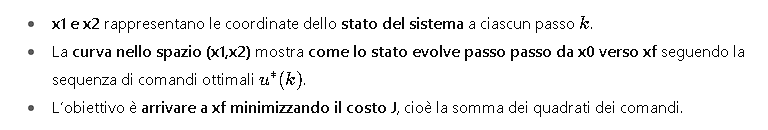 • x1 e x2 rappresentano le coordinate dello stato del sistema a ciascun passo k.
• La curva nello spazio (x1,x2) mostra come lo stato evolve passo passo da x0 verso xf seguendo la
sequenza di comandi ottimali u*(k).
• L'obiettivo è arrivare a xf minimizzando il costo J, cioè la somma dei quadrati dei comandi.